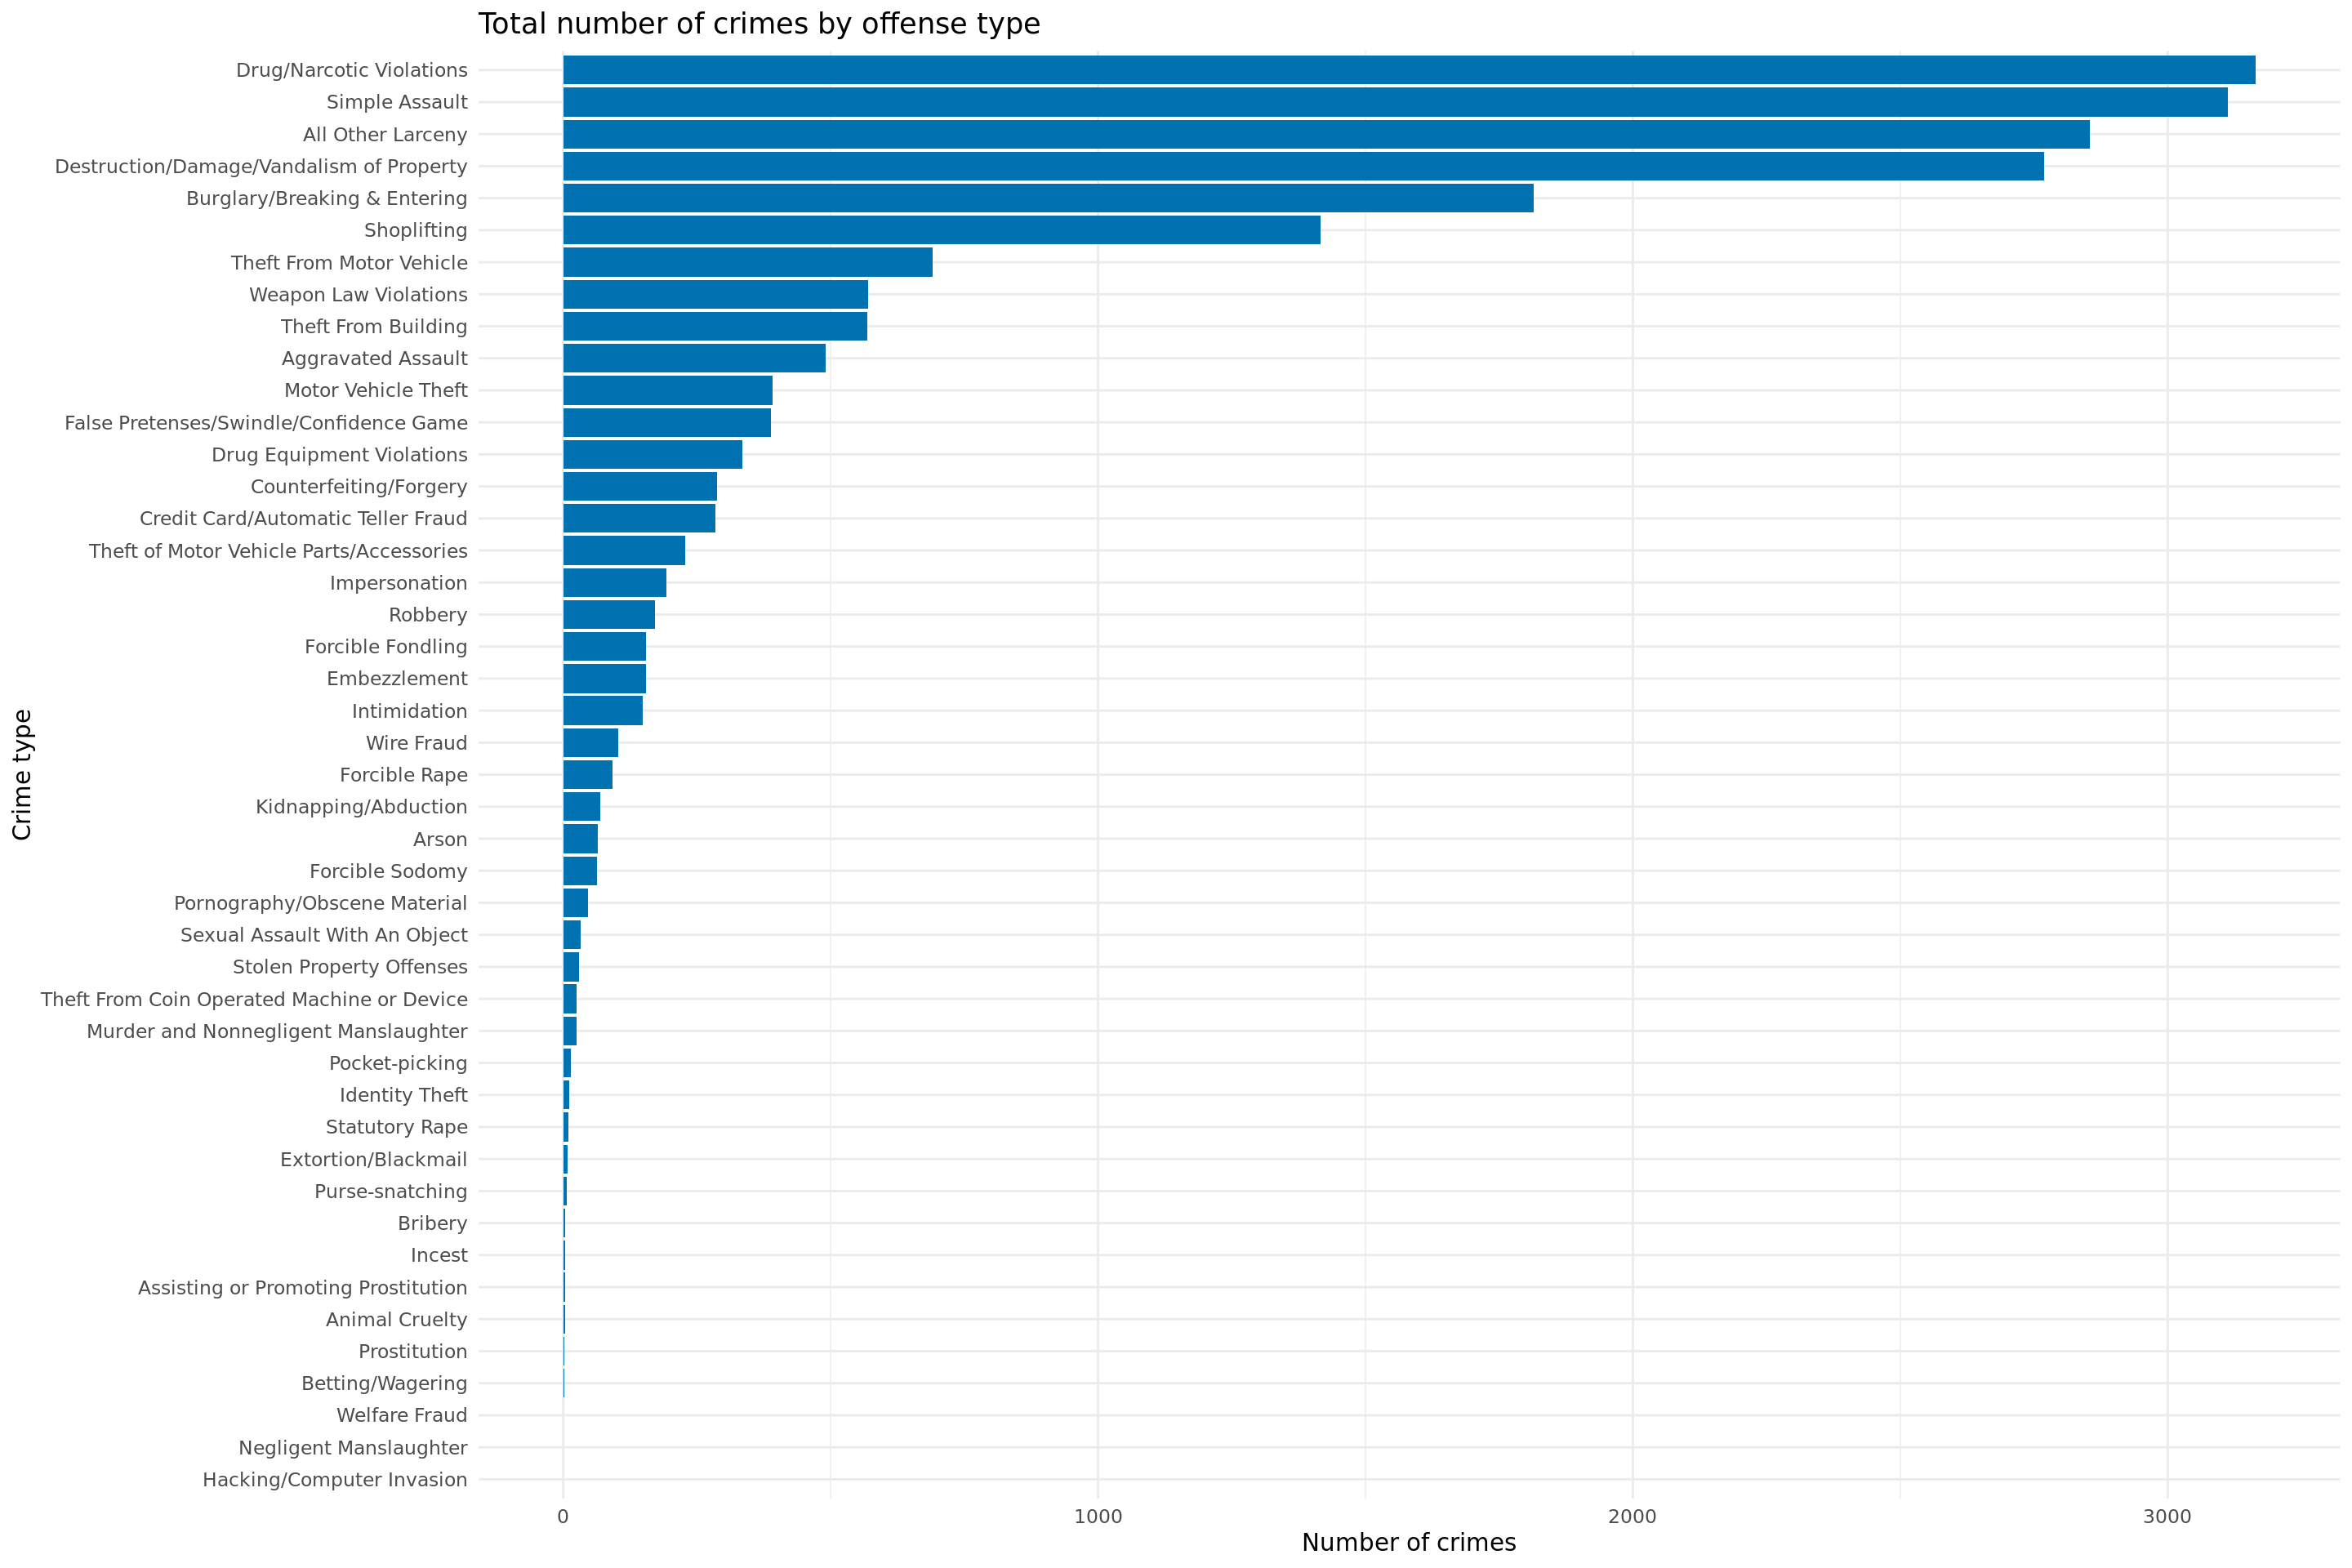 Total number of crimes by offense type
Drug/Narcotic Violations
Simple Assault
All Other Larceny
Destruction/Damage/Vandalism of Property
Burglary/Breaking & Entering
Shoplifting
Theft From Motor Vehicle
Weapon Law Violations
Theft From Building
Aggravated Assault
Motor Vehicle Theft
False Pretenses/Swindle/Confidence Game
Drug Equipment Violations
Counterfeiting/Forgery
Credit Card/Automatic Teller Fraud
Theft of Motor Vehicle Parts/Accessories
Impersonation
Robbery
Forcible Fondling
Embezzlement
Intimidation
Wire Fraud
Forcible Rape
Kidnapping/Abduction
Arson
Forcible Sodomy
Pornography/Obscene Material
Sexual Assault With An Object
Stolen Property Offenses
Theft From Coin Operated Machine or Device
Murder and Nonnegligent Manslaughter
Pocket-picking
Identity Theft
Statutory Rape
Extortion/Blackmail
Purse-snatching
Bribery
Incest
Assisting or Promoting Prostitution
Animal Cruelty
Prostitution
Betting/Wagering
Welfare Fraud
Negligent Manslaughter
Hacking/Computer Invasion
Crime type
0 1000 2000 3000
Number of crimes